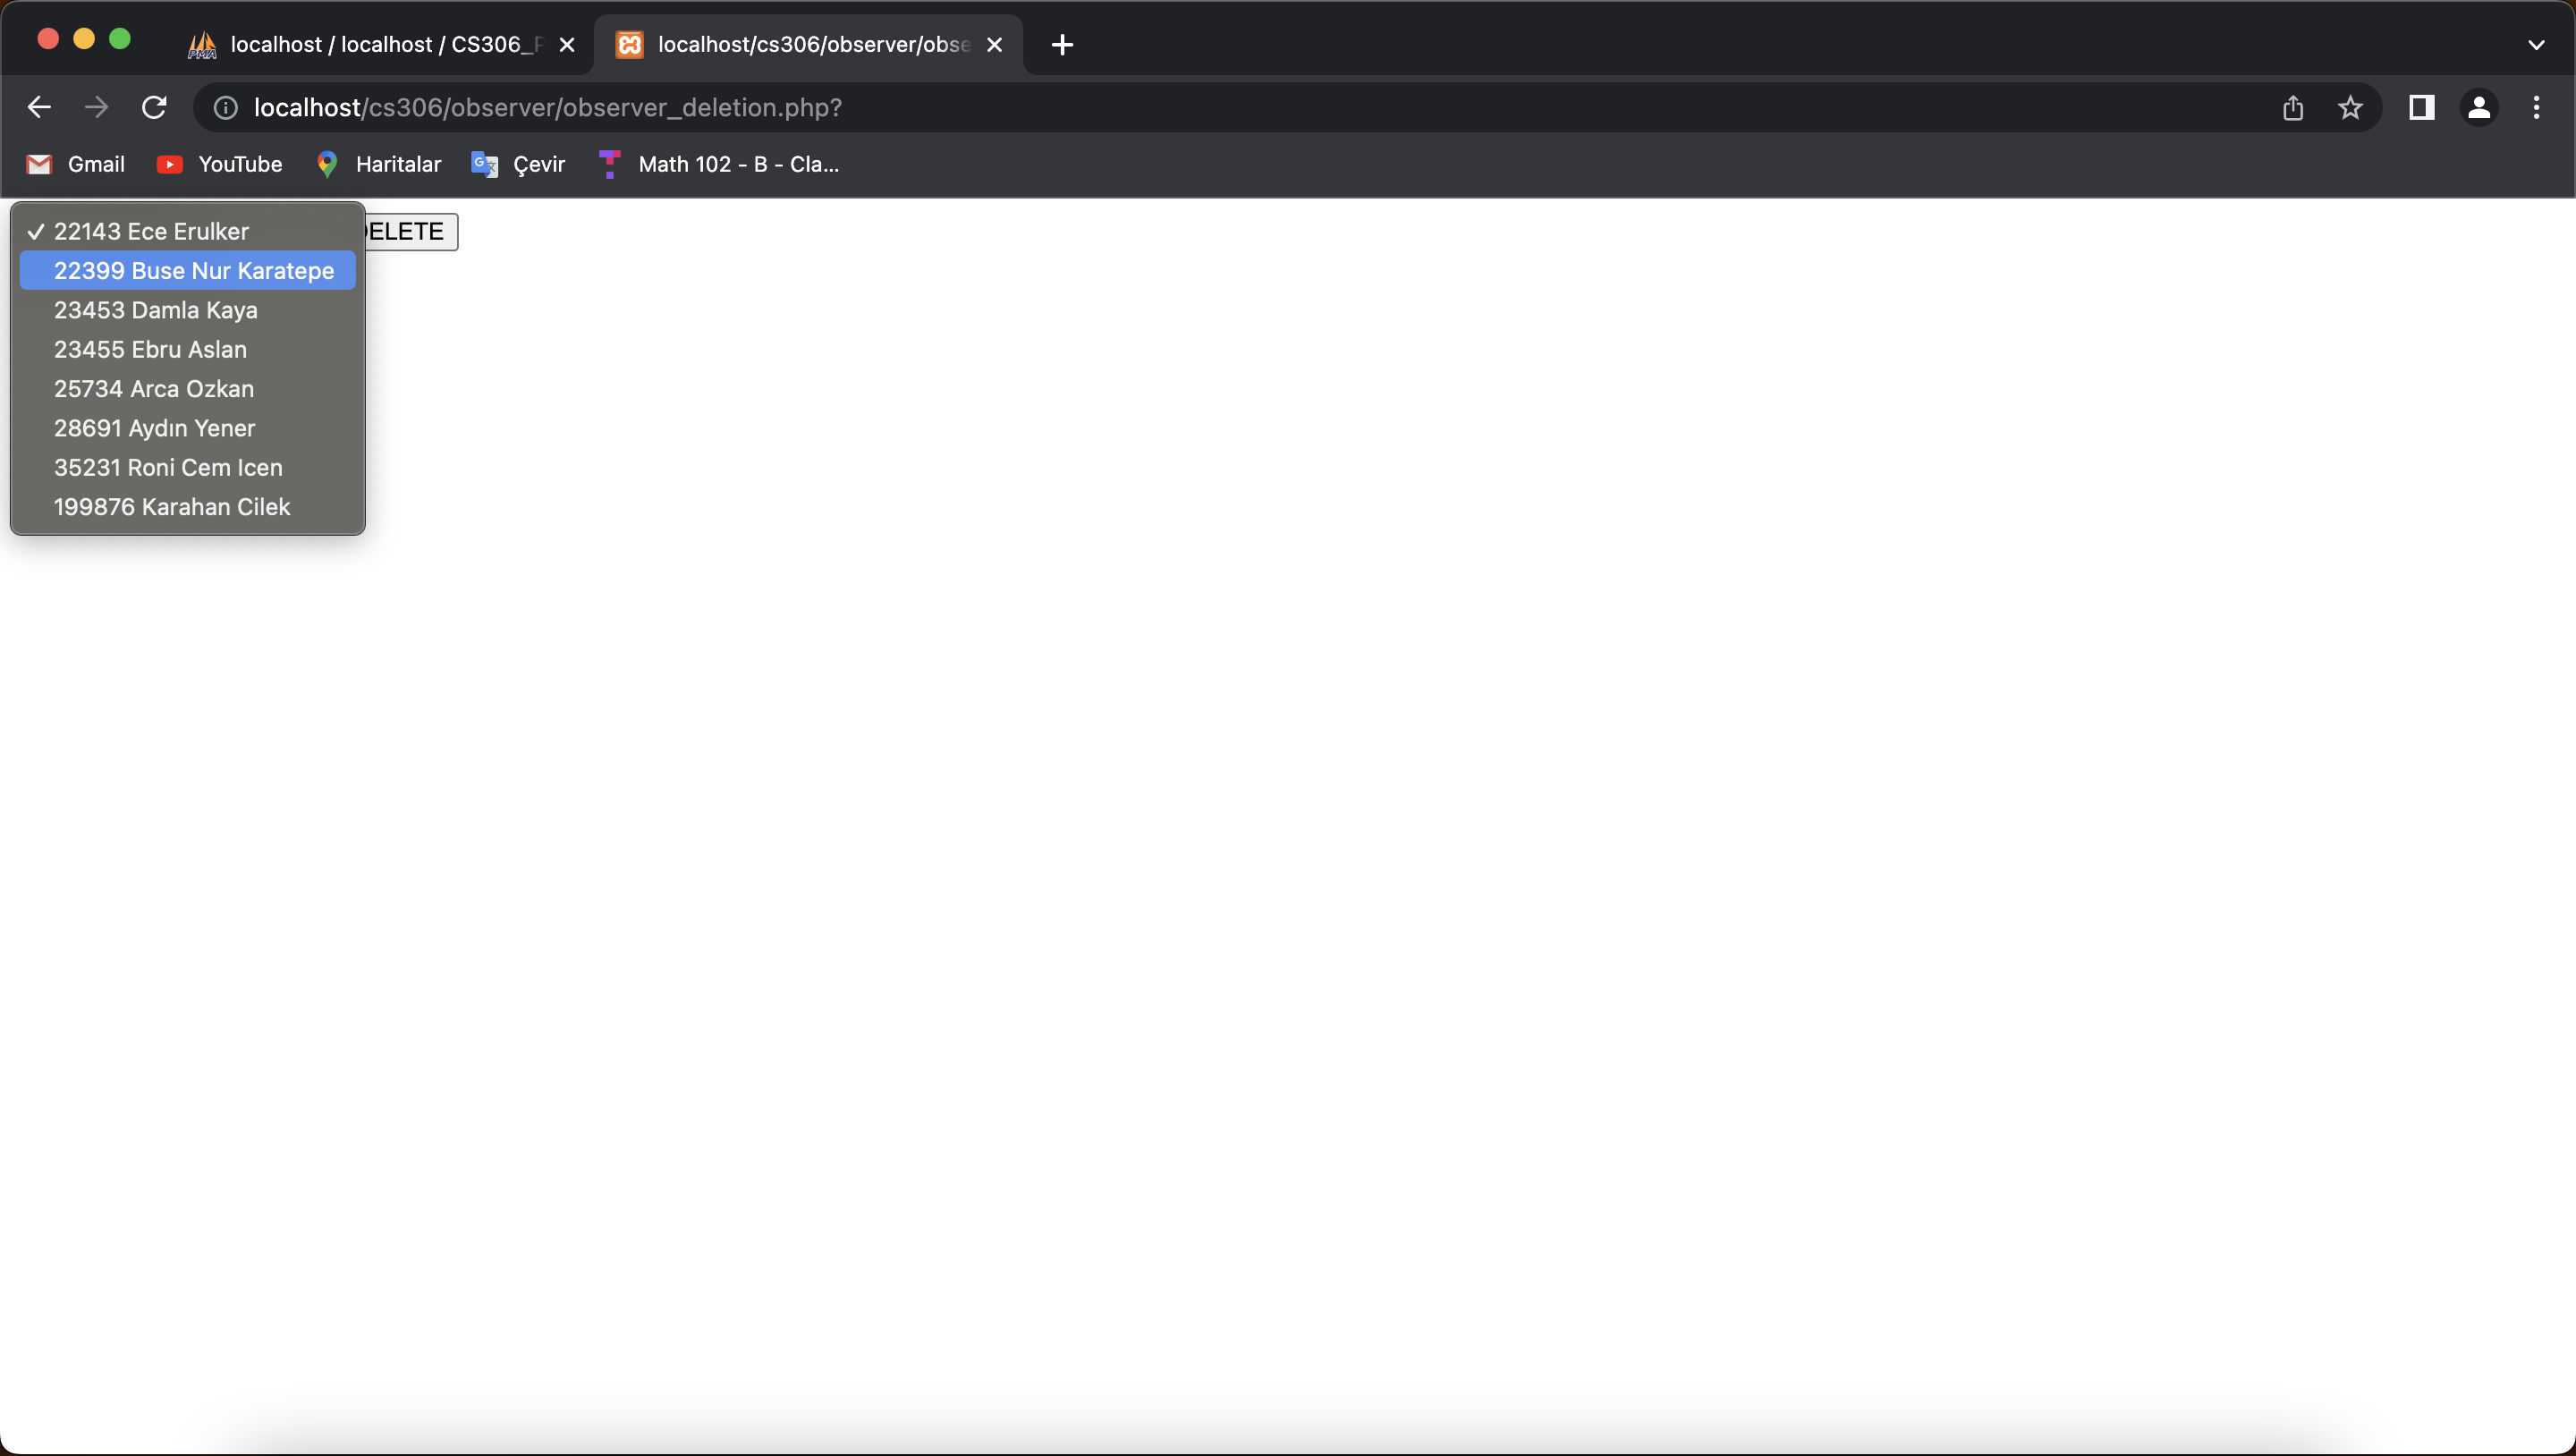 localhost / localhost / CS306_
localhost/cs306/observer/obse
localhost/cs306/observer/observer_deletion.php?
Gmail
YouTube
Haritalar
Çevir
Math 102 - B - Cla...
✓ 22143 Ece Erulker
ELETE
22399 Buse Nur Karatepe
23453 Damla Kaya
23455 Ebru Aslan
25734 Arca Ozkan
28691 Aydın Yener
35231 Roni Cem Icen
199876 Karahan Cilek